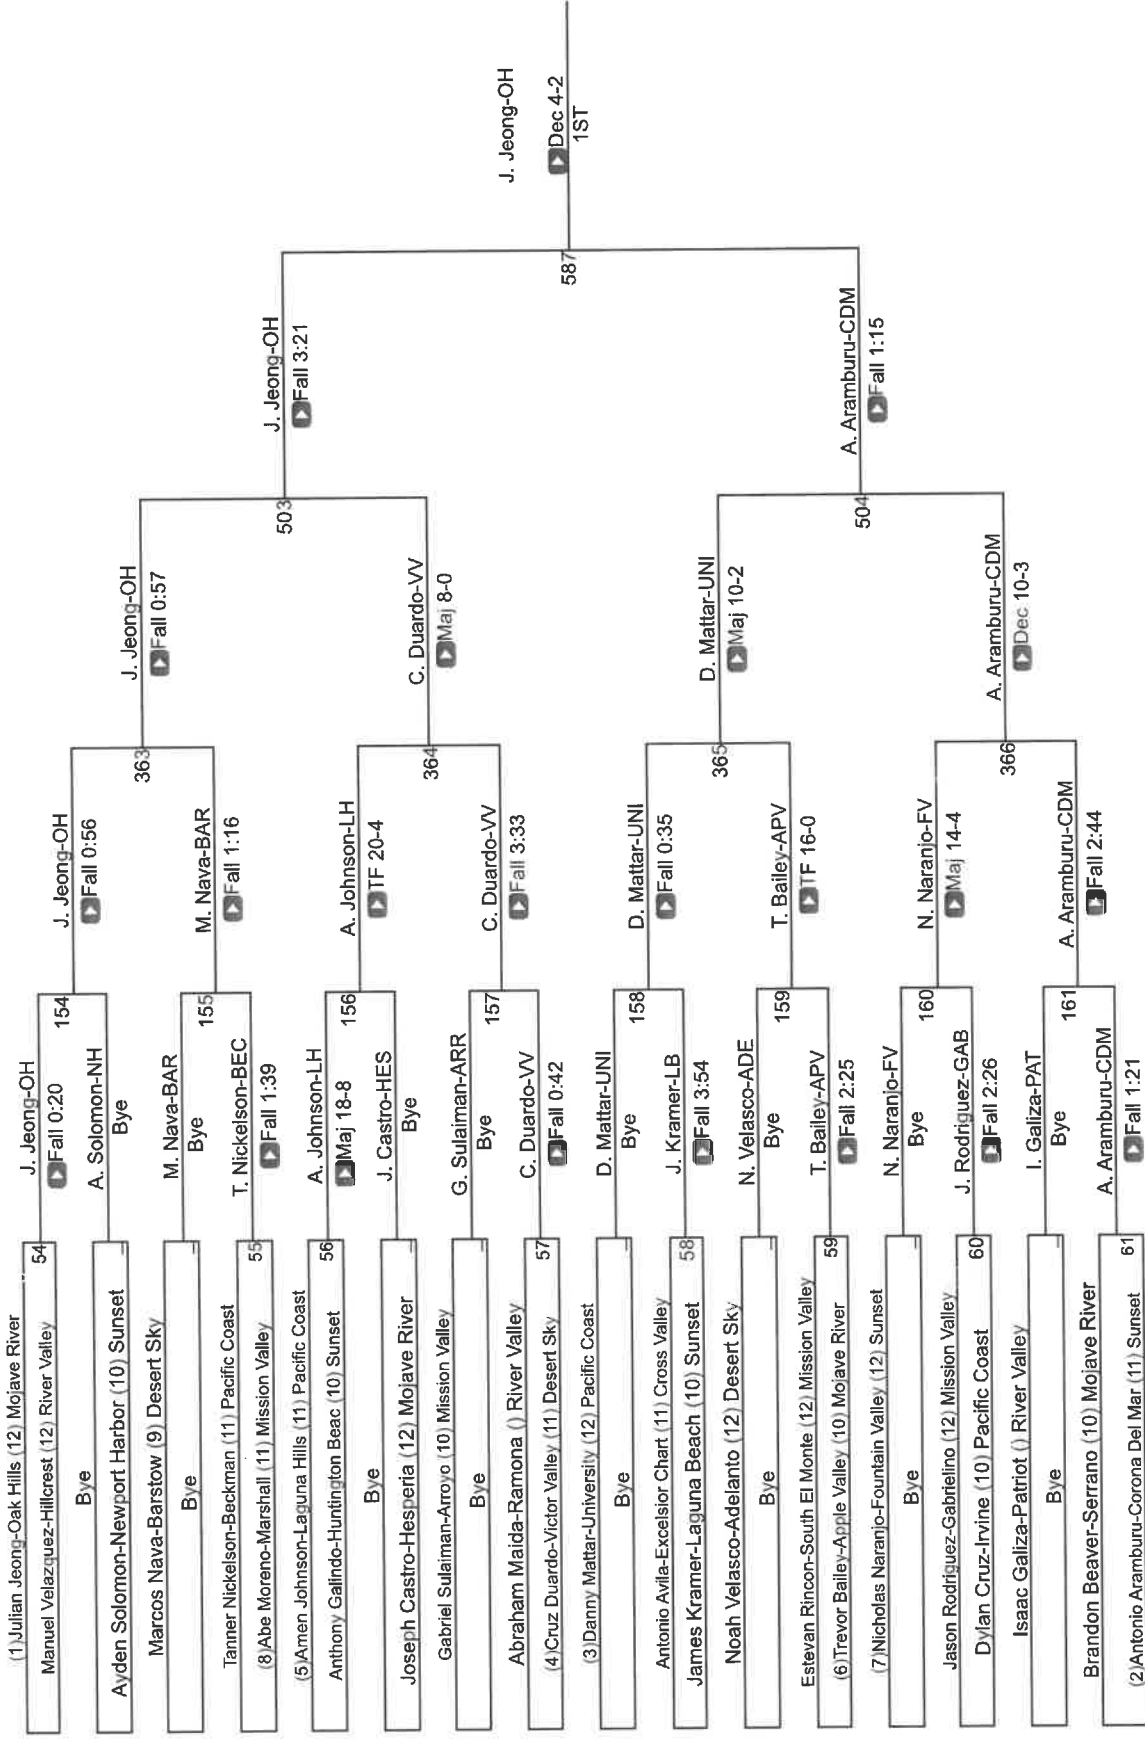 (1)Julian Jeong-Oak Hills (12) Mojave River
Manuel Velazquez-Hillcrest (12) River Valley
54
Bye
Ayden Solomon-Newport Harbor (10) Sunset
Marcos Nava-Barstow (9) Desert Sky
Bye
Tanner Nickelson-Beckman (11) Pacific Coast
(8)Abe Moreno-Marshall (11) Mission Valley
55
(5)Amen Johnson-Laguna Hills (11) Pacific Coast
Anthony Galindo-Huntington Beac (10) Sunset
56
Bye
Joseph Castro-Hesperia (12) Mojave River
Gabriel Sulaiman-Arroyo (10) Mission Valley
Bye
Abraham Maida-Ramona () River Valley
(4)Cruz Duardo-Victor Valley (11) Desert Sky
57
(3)Danny Mattar-University (12) Pacific Coast
Bye
Antonio Avila-Excelsior Chart (11) Cross Valley
James Kramer-Laguna Beach (10) Sunset
58
Noah Velasco-Adelanto (12) Desert Sky
Bye
Estevan Rincon-South El Monte (12) Mission Valley
(6)Trevor Bailey-Apple Valley (10) Mojave River
59
(7)Nicholas Naranjo-Fountain Valley (12) Sunset
Bye
Jason Rodriguez-Gabrielino (12) Mission Valley
Dylan Cruz-Irvine (10) Pacific Coast
60
Isaac Galiza-Patriot () River Valley
Bye
Brandon Beaver-Serrano (10) Mojave River
(2)Antonio Aramburu-Corona Del Mar (11) Sunset
61
J. Jeong-OH
Fall 0:20
154
A. Solomon-NH
Bye
M. Nava-BAR
Bye
155
T. Nickelson-BEC
Fall 1:39
A. Johnson-LH
Maj 18-8
156
J. Castro-HES
Bye
G. Sulaiman-ARR
Bye
157
C. Duardo-VV
Fall 0:42
D. Mattar-UNI
Bye
158
J. Kramer-LB
Fall 3:54
N. Velasco-ADE
Bye
159
T. Bailey-APV
Fall 2:25
N. Naranjo-FV
Bye
160
J. Rodriguez-GAB
Fall 2:26
I. Galiza-PAT
Bye
161
A. Aramburu-CDM
Fall 1:21
J. Jeong-OH
Fall 0:56
363
M. Nava-BAR
Fall 1:16
A. Johnson-LH
TF 20-4
364
C. Duardo-VV
Fall 3:33
D. Mattar-UNI
Fall 0:35
365
T. Bailey-APV
TF 16-0
N. Naranjo-FV
Maj 14-4
366
A. Aramburu-CDM
Fall 2:44
J. Jeong-OH
Fall 0:57
503
C. Duardo-VV
Maj 8-0
D. Mattar-UNI
Maj 10-2
504
A. Aramburu-CDM
Dec 10-3
J. Jeong-OH
Fall 3:21
587
A. Aramburu-CDM
Fall 1:15
J. Jeong-OH
Dec 4-2
1ST